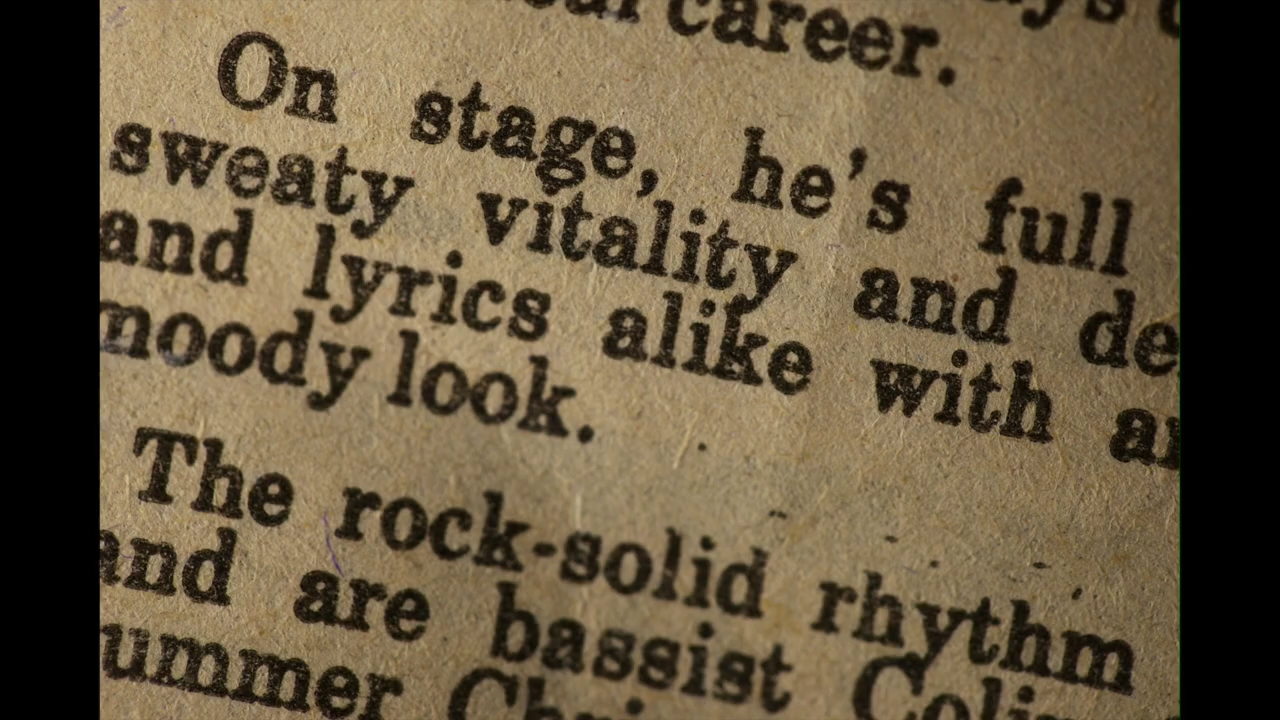 career.
On stage, he's full
sweaty vitality and
and lyrics alike with
moody look.
The rock-solid rhythm
and are bassist